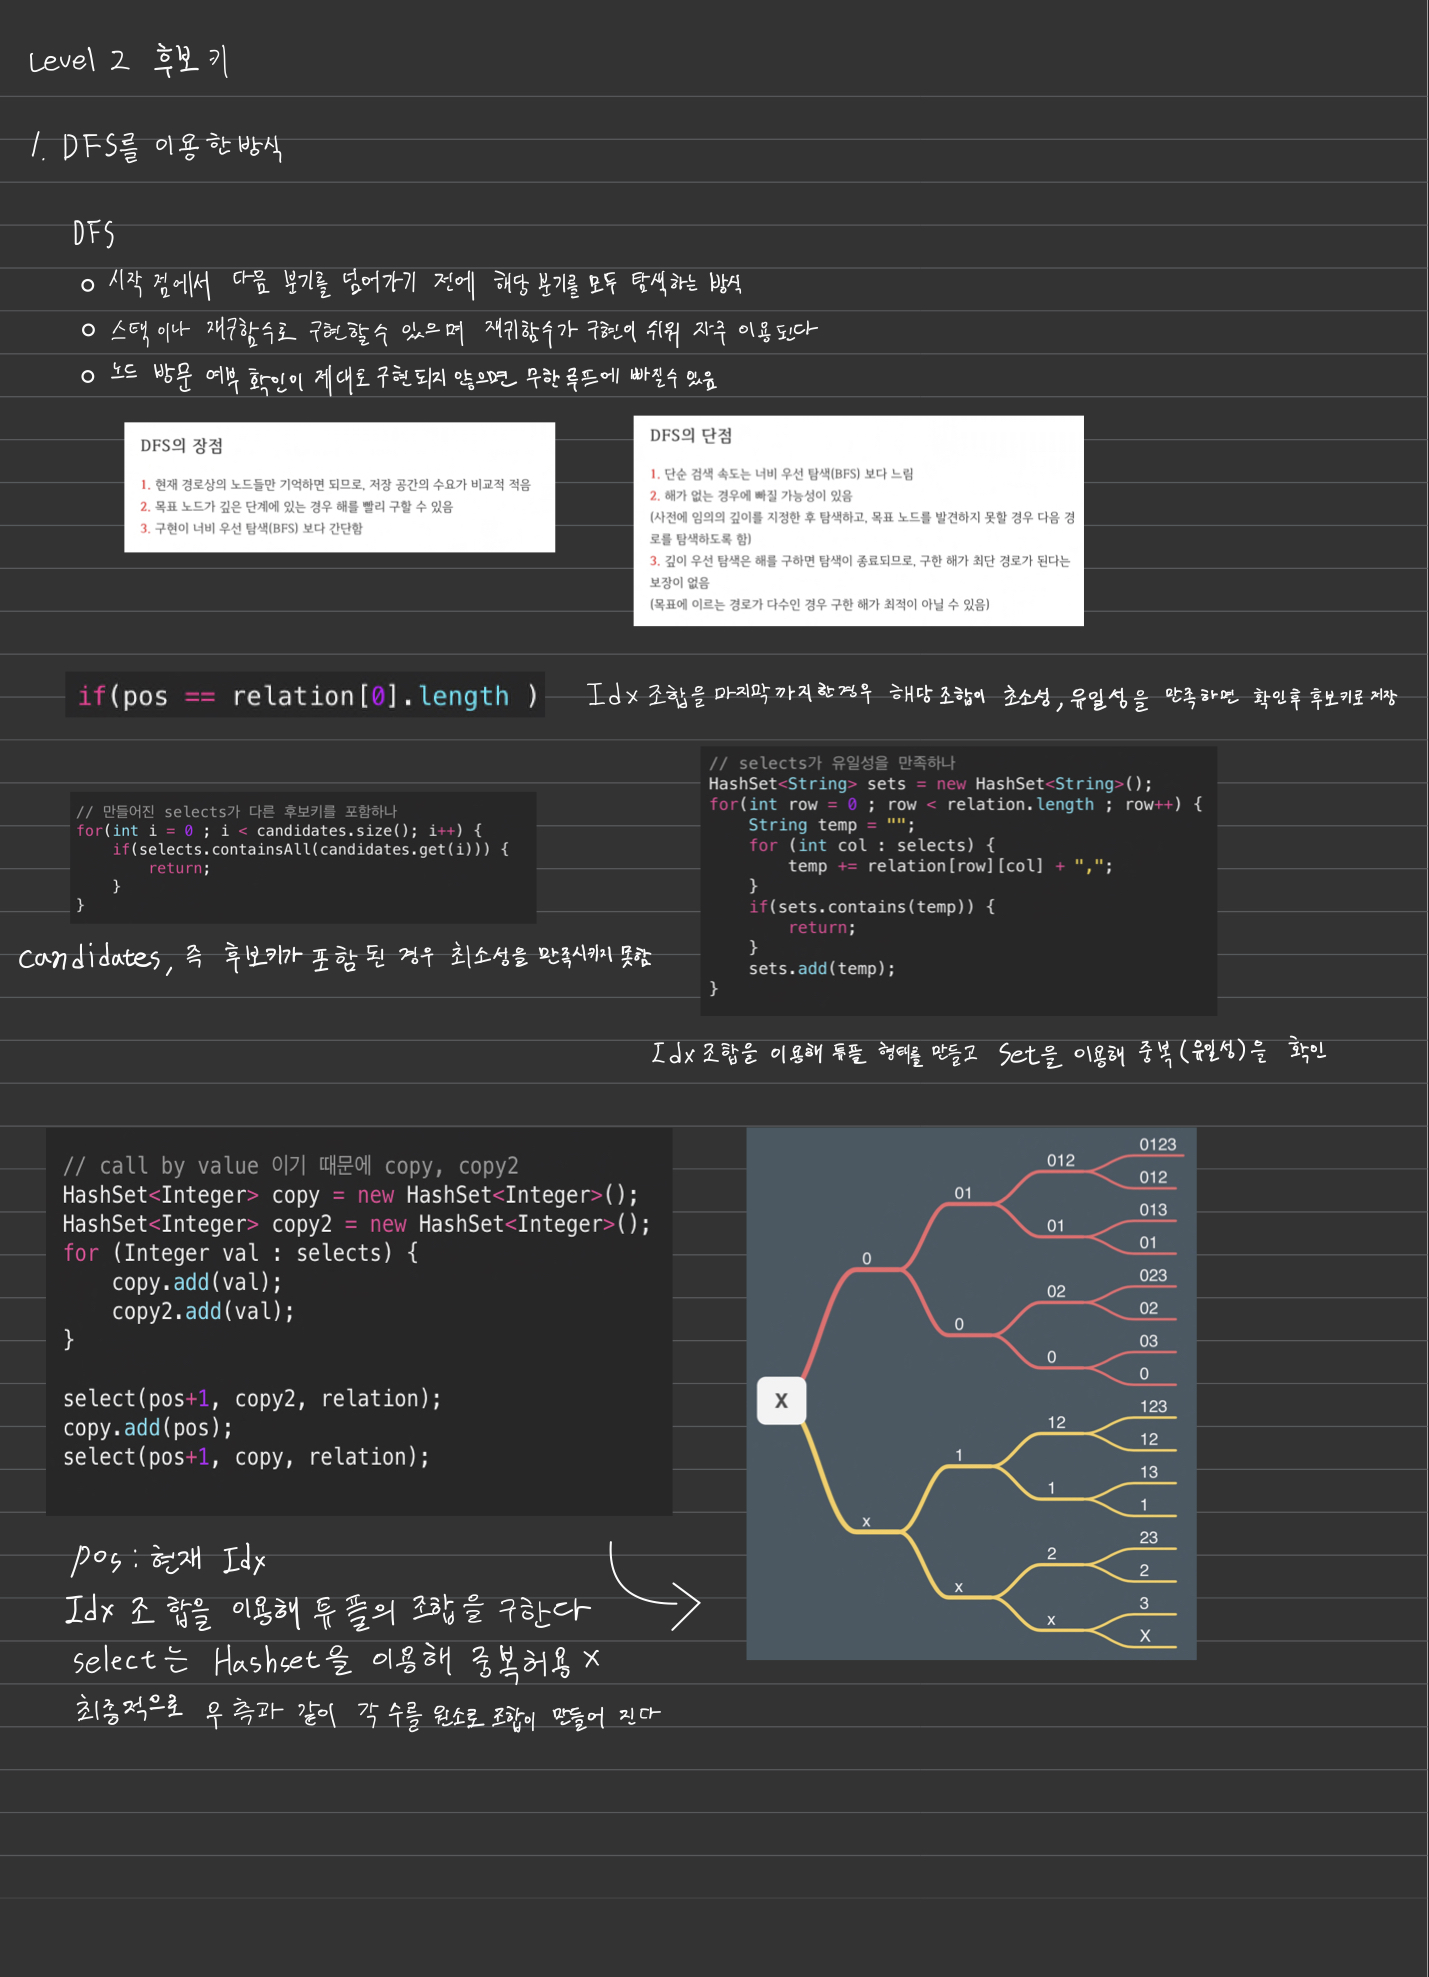 Level 2 후보키
1. DFS를 이용한 방식
DFS
시작 점에서 다음 분기를 넘어가기 전에 해당 분기를 모두 탐색하는 방식
스택이나 재귀함수로 구현할수 있으며 재귀함수가 구현이 쉬워 자주 이용된다
노드 방문 여부 확인이 제대로 구현되지 않으면 무한루프에 빠질수 있음
DFS의 장점
1. 현재 경로상의 노드들만 기억하면 되므로, 저장 공간의 수요가 비교적 적음
2. 목표 노드가 깊은 단계에 있는 경우 해를 빨리 구할 수 있음
3. 구현이 너비 우선 탐색(BFS) 보다 간단함
DFS의 단점
1. 단순 검색 속도는 너비 우선 탐색(BFS) 보다 느림
2. 해가 없는 경우에 빠질 가능성이 있음
(사전에 임의의 깊이를 지정한 후 탐색하고, 목표 노드를 발견하지 못할 경우 다음 경
로를 탐색하도록 함)
3. 깊이 우선 탐색은 해를 구하면 탐색이 종료되므로, 구한 해가 최단 경로가 된다는
보장이 없음
(목표에 이르는 경로가 다수인 경우 구한 해가 최적이 아닐 수 있음)
if(pos == relation[0].length )
Idx 조합을 마지막까지한경우 해당 조합이 초소성, 유일성을 만족하면 확인후 후보키로 저장
// 만들어진 selects가 다른 후보키를 포함하나
for(int i = 0 ; i < candidates.size(); i++) {
if(selects.containsAll(candidates.get(i))) {
return;
}
}
candidates, 즉 후보키가 포함된 경우 최소성을 만족시키지 못함
// selects가 유일성을 만족하나
HashSet<String> sets = new HashSet<String>();
for(int row = 0 ; row < relation.length ; row++) {
String temp = "";
for (int col : selects) {
temp += relation[row][col] + ",";
}
if(sets.contains(temp)) {
return;
}
sets.add(temp);
}
Idx조합을 이용해 튜플 형태를 만들고 Set을 이용해 중복(유일성)을 확인
// call by value 이기 때문에 copy, copy2
HashSet<Integer> copy = new HashSet<Integer>();
HashSet<Integer> copy2 = new HashSet<Integer>();
for (Integer val : selects) {
copy.add(val);
copy2.add(val);
}
select(pos+1, copy2, relation);
copy.add(pos);
select(pos+1, copy, relation);
pos : 현재 Idx
Idx 조합을 이용해 튜플의 조합을 구한다
select는 Hashset을 이용해 중복허용 X
최종적으로 우측과 같이 각 수를 원소로 조합이 만들어 진다
X
0
x
01
0
1
x
012
01
02
0
12
1
2
x
0123
012
013
01
023
02
03
0
123
12
13
1
23
2
3
X